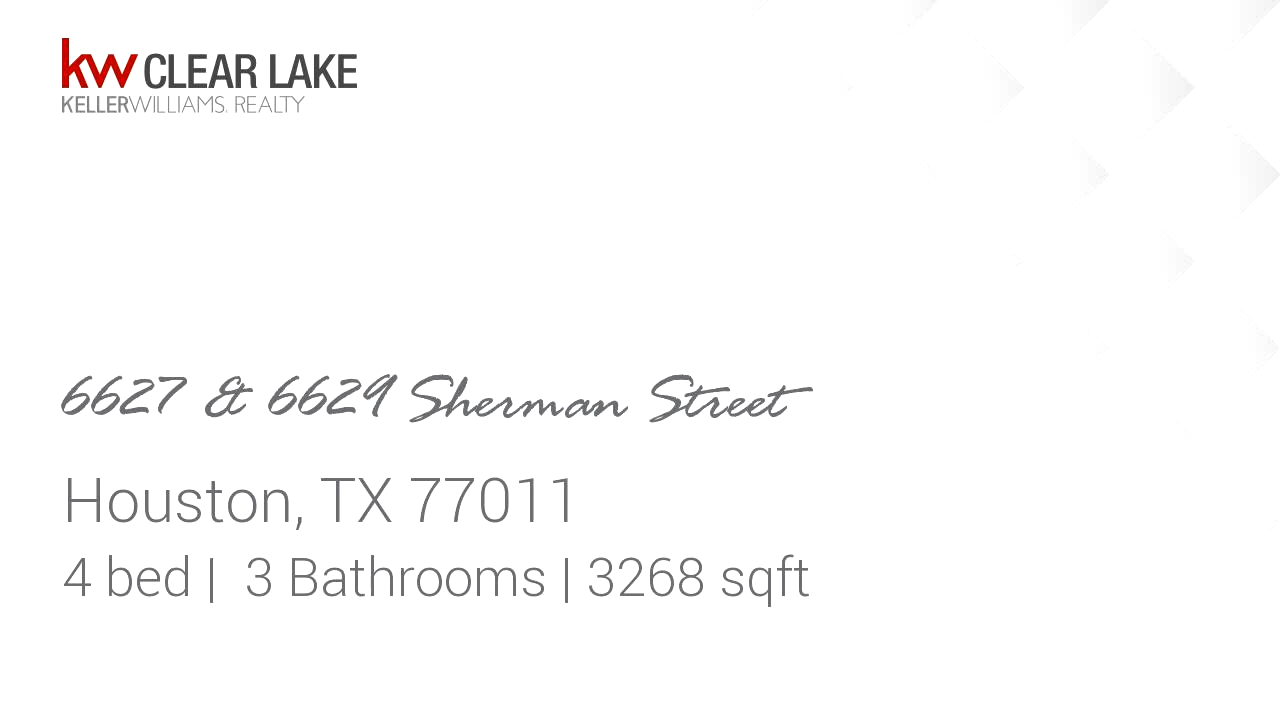 kw CLEAR LAKE
KELLERWILLIAMS. REALTY
6627 & 6629 Sherman Street
Houston, TX 77011
4 bed | 3 Bathrooms | 3268 sqft